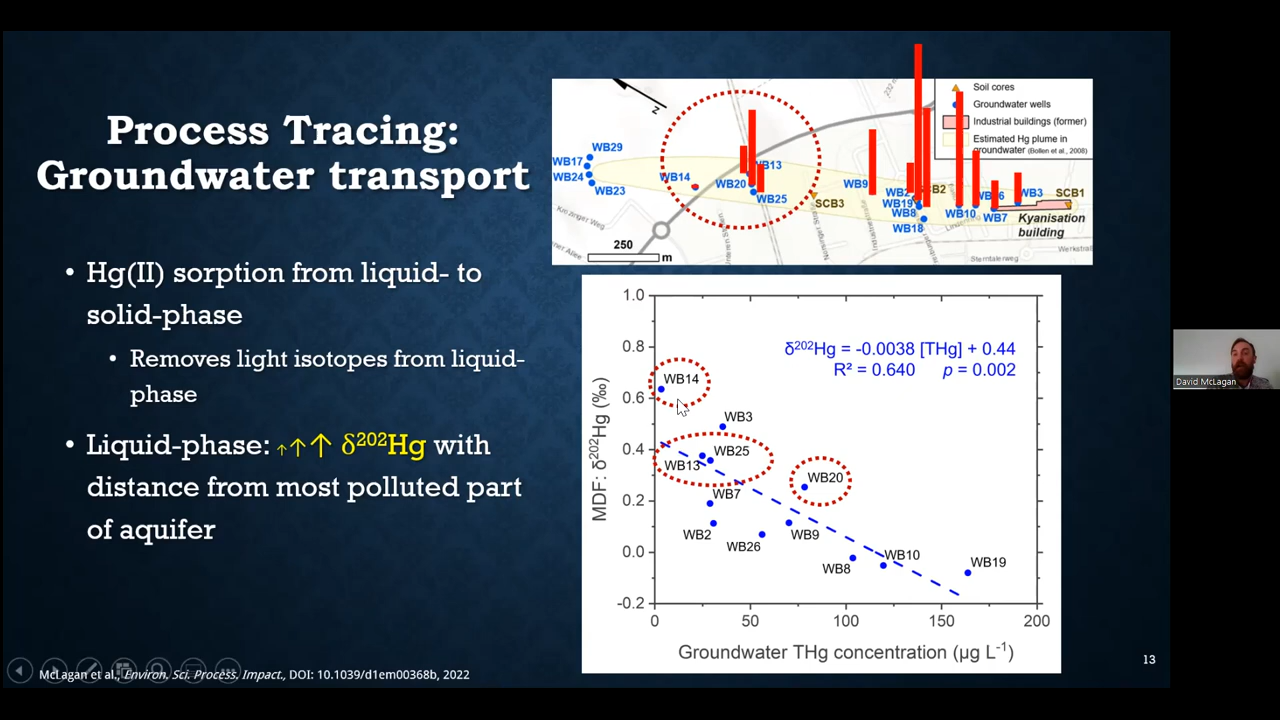 Process Tracing:
Groundwater transport
• Hg(II) sorption from liquid- to
solid-phase
• Removes light isotopes from liquid-
phase
• Liquid-phase: ↑↑↑ δ²⁰²Hg with
distance from most polluted part
of aquifer
McLagan et al., Environ. Sci. Process. Impact., DOI: 10.1039/d1em00368b, 2022
N
Soil cores
Groundwater wells
Industrial buildings (former)
Estimated Hg plume in
groundwater (Bollen et al., 2008)
WB29
WB17
WB24
WB23
WB14
WB13
WB20
WB25
SCB3
WB9
WB2
SCB2
WB19
WB8
WB18
WB10
WB7
WB3
SCB1
Kyanisation
building
Kinzinger Weg
Sterntalerweg
250
m
1.0
0.8
0.6
0.4
0.2
0.0
-0.2
MDF: δ²⁰²Hg (‰)
δ²⁰²Hg = -0.0038 [THg] + 0.44
R² = 0.640 p = 0.002
WB14
WB3
WB25
WB13
WB20
WB7
WB2
WB26
WB9
WB8
WB10
WB19
0 50 100 150 200
Groundwater THg concentration (µg L⁻¹)
13
David McLagan